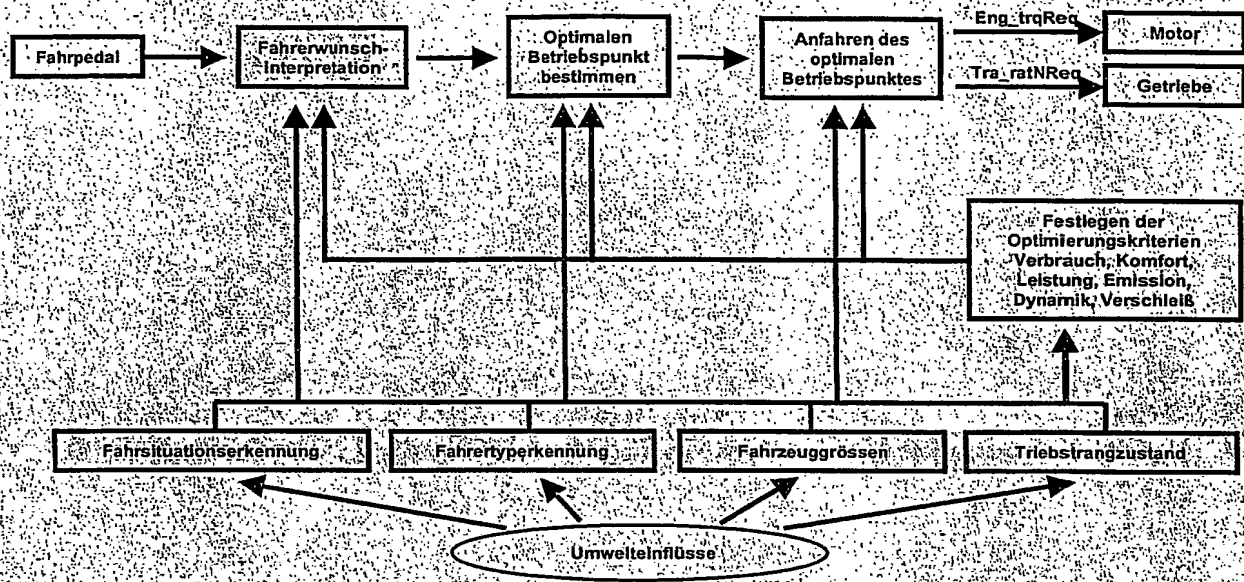 Fahrpedal
Fahrerwunsch-
Interpretation
Optimalen
Betriebspunkt
bestimmen
Anfahren des
optimalen
Betriebspunktes
Eng_trqReq
Motor
Tra_ratNReq
Getriebe
Festlegen der
Optimierungskriterien
Verbrauch, Komfort,
Leistung, Emission,
Dynamik, Verschleiß
Fahrsituationserkennung
Fahrertyperkennung
Fahrzeuggrössen
Triebstrangzustand
Umwelteinflüsse